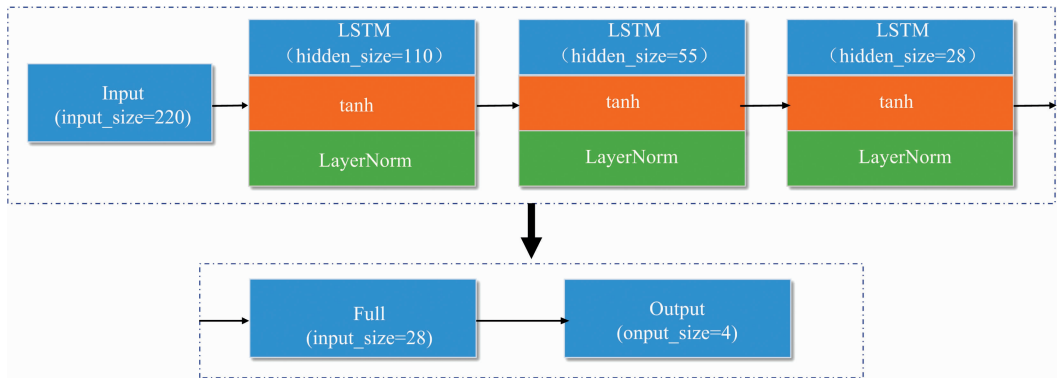 Input
(input_size=220)
LSTM
（hidden_size=110）
tanh
LayerNorm
LSTM
（hidden_size=55）
tanh
LayerNorm
LSTM
（hidden_size=28）
tanh
LayerNorm
Full
(input_size=28)
Output
(onput_size=4)